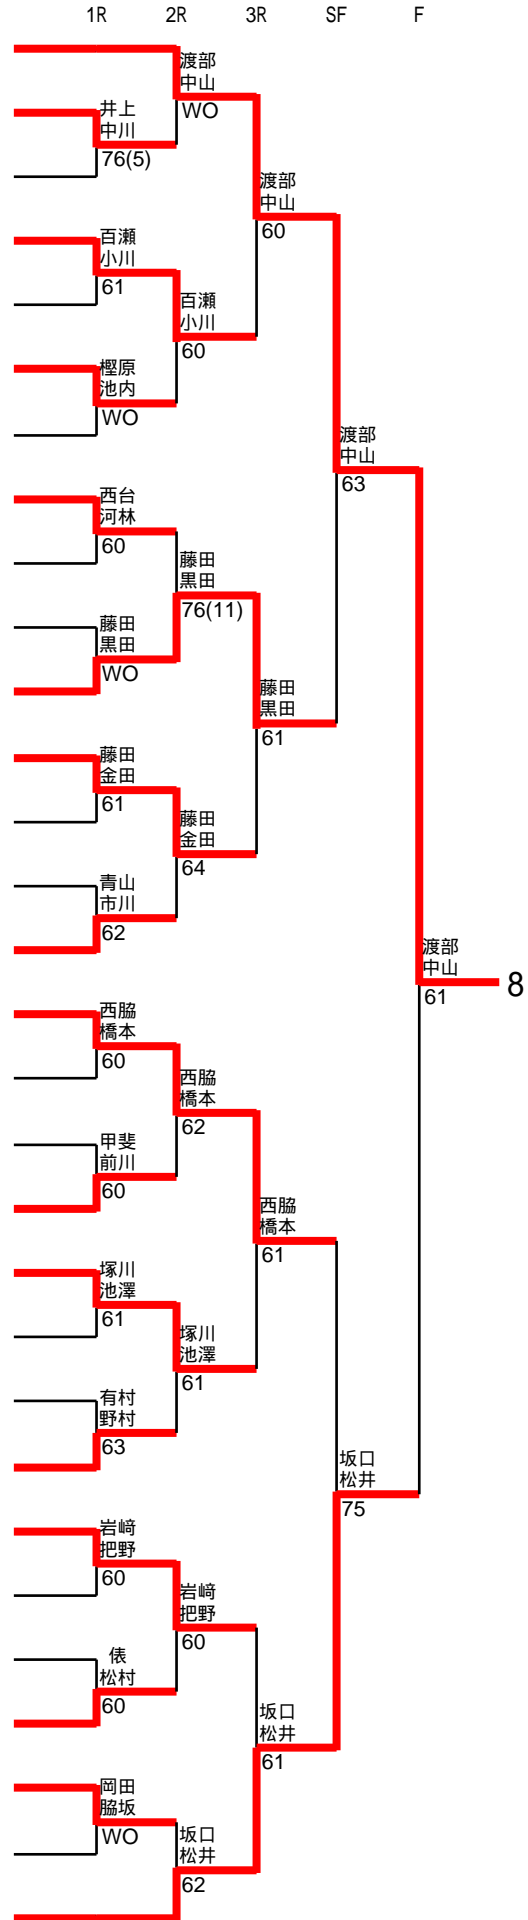 1R 2R 3R SF F
渡部
中山
WO
井上
中川
76(5)
渡部
中山
60
百瀬
小川
61
百瀬
小川
60
樫原
池内
WO
渡部
中山
63
西台
河林
60
藤田
黒田
76(11)
藤田
黒田
WO
藤田
黒田
61
藤田
金田
61
藤田
金田
64
青山
市川
62
渡部
中山
61
8
西脇
橋本
60
西脇
橋本
62
甲斐
前川
60
西脇
橋本
61
塚川
池澤
61
塚川
池澤
61
有村
野村
63
坂口
松井
75
岩﨑
把野
60
岩﨑
把野
60
俵
松村
60
坂口
松井
61
岡田
脇坂
WO
坂口
松井
62